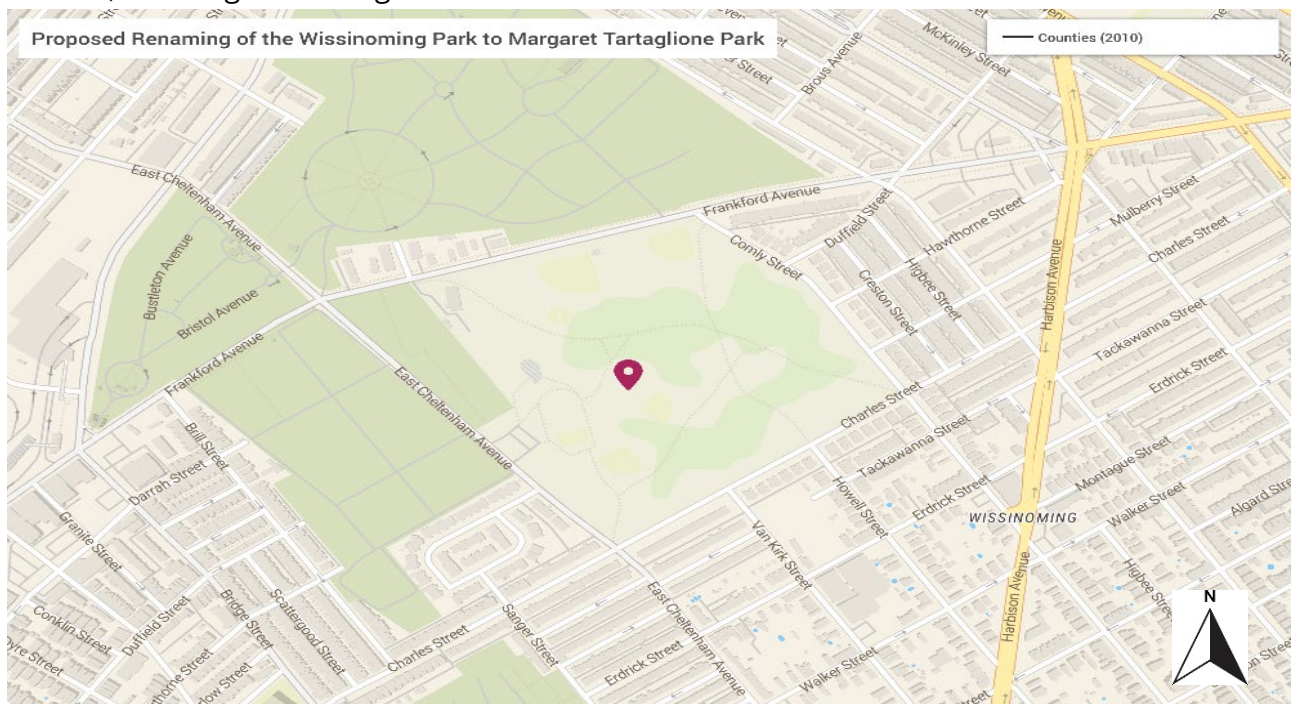 Proposed Renaming of the Wissinoming Park to Margaret Tartaglione Park
Counties (2010)
McKinley Street
Brous Avenue
East Cheltenham Avenue
Frankford Avenue
Comly Street
Duffield Street
Hawthorne Street
Mulberry Street
Charles Street
Bustleton Avenue
Bristol Avenue
Creston Street
Higbee Street
Harbison Avenue
Frankford Avenue
East Cheltenham Avenue
Tackawanna Street
Erdrick Street
Charles Street
Brill Street
Darrah Street
Tackawanna Street
Howell Street
Erdrick Street
Montague Street
WISSINOMING
Walker Street
Algard Street
Granite Street
Van Kirk Street
Higbee Street
Scattergood Street
Bridge Street
Conklin Street
Duffield Street
Sanger Street
East Cheltenham Avenue
Harbison Avenue
N
Charles Street
Erdrick Street
Walker Street